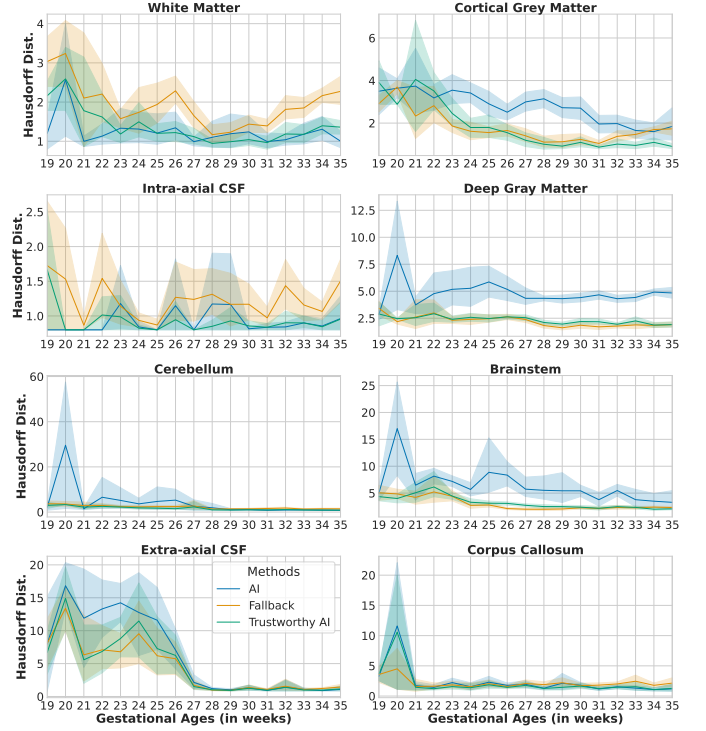 White Matter
Cortical Grey Matter
Hausdorff Dist.
4
3
2
1
6
4
2
19 20 21 22 23 24 25 26 27 28 29 30 31 32 33 34 35
19 20 21 22 23 24 25 26 27 28 29 30 31 32 33 34 35
Intra-axial CSF
Deep Gray Matter
Hausdorff Dist.
2.5
2.0
1.5
1.0
12.5
10.0
7.5
5.0
2.5
19 20 21 22 23 24 25 26 27 28 29 30 31 32 33 34 35
19 20 21 22 23 24 25 26 27 28 29 30 31 32 33 34 35
Cerebellum
Brainstem
Hausdorff Dist.
60
40
20
0
25
20
15
10
5
19 20 21 22 23 24 25 26 27 28 29 30 31 32 33 34 35
19 20 21 22 23 24 25 26 27 28 29 30 31 32 33 34 35
Extra-axial CSF
Corpus Callosum
Hausdorff Dist.
20
15
10
5
0
Methods
AI
Fallback
Trustworthy AI
20
15
10
5
0
19 20 21 22 23 24 25 26 27 28 29 30 31 32 33 34 35
19 20 21 22 23 24 25 26 27 28 29 30 31 32 33 34 35
Gestational Ages (in weeks)
Gestational Ages (in weeks)